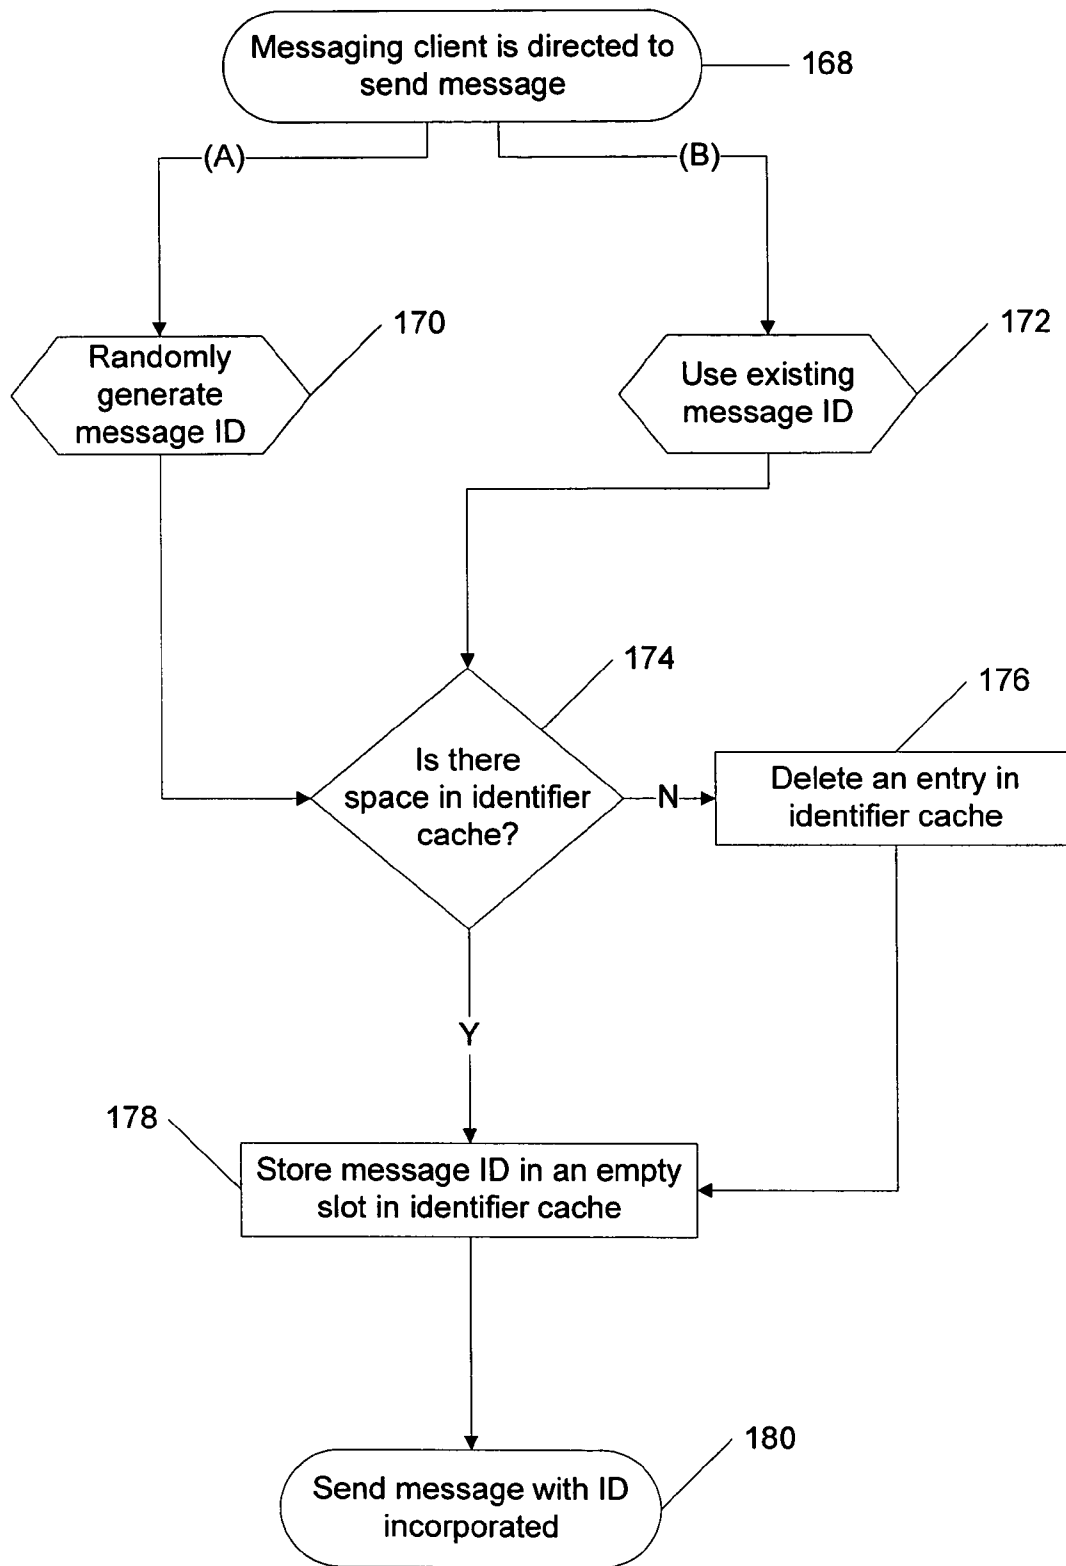 Messaging client is directed to
send message
168
(A)
(B)
170
172
Randomly
generate
message ID
Use existing
message ID
174
176
Is there
space in identifier
cache?
N
Delete an entry in
identifier cache
Y
178
Store message ID in an empty
slot in identifier cache
180
Send message with ID
incorporated